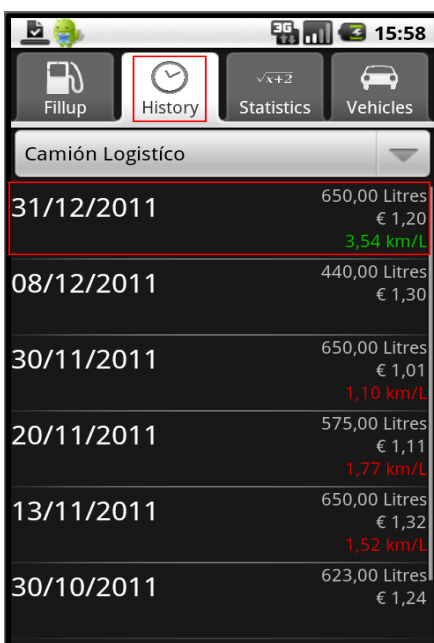 3G 15:58
√x+2
Fillup History Statistics Vehicles
Camión Logistíco
31/12/2011 650,00 Litres
€ 1,20
3,54 km/L
08/12/2011 440,00 Litres
€ 1,30
30/11/2011 650,00 Litres
€ 1,01
1,10 km/L
20/11/2011 575,00 Litres
€ 1,11
1,77 km/L
13/11/2011 650,00 Litres
€ 1,32
1,52 km/L
30/10/2011 623,00 Litres
€ 1,24